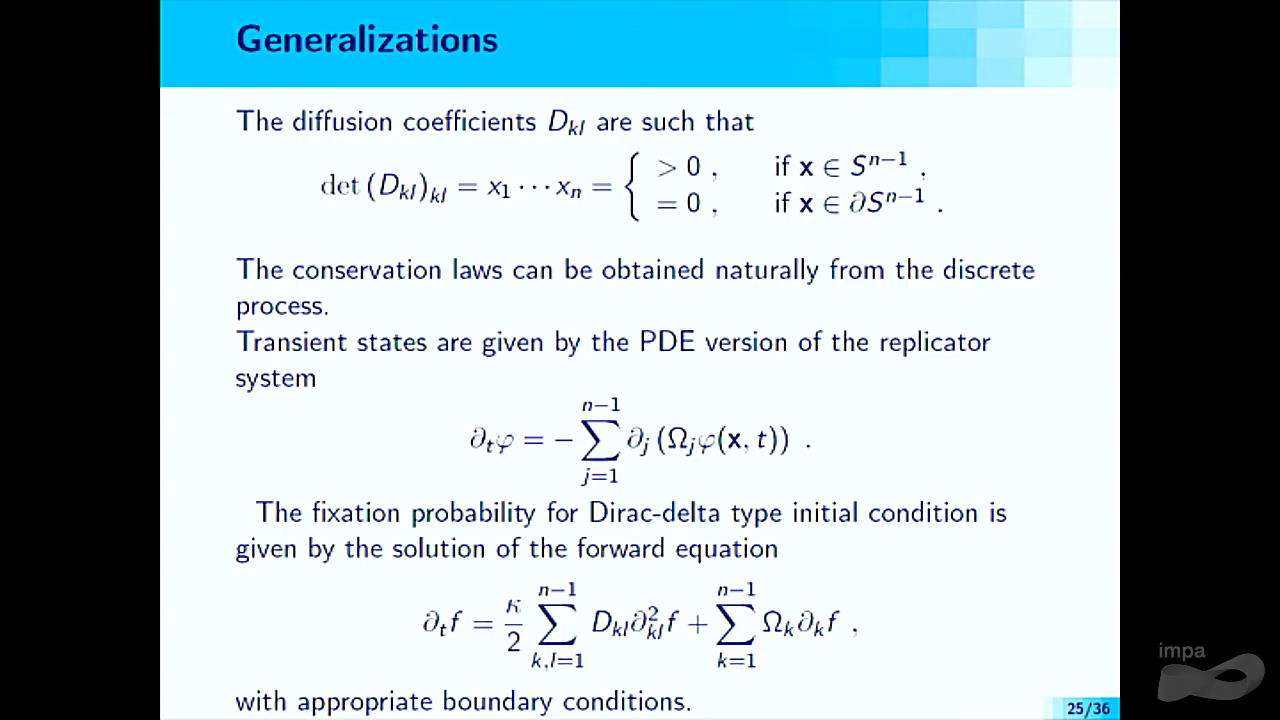 Generalizations
The diffusion coefficients D_{kl} are such that
det (D_{kl})_{kl} = x_1 ⋯ x_n = { > 0 , if x ∈ S^{n−1} ,
= 0 , if x ∈ ∂S^{n−1} .
The conservation laws can be obtained naturally from the discrete
process.
Transient states are given by the PDE version of the replicator
system
∂_t φ = − ∑_{j=1}^{n−1} ∂_j (Ω_j φ(x, t)) .
The fixation probability for Dirac-delta type initial condition is
given by the solution of the forward equation
∂_t f = κ/2 ∑_{k,l=1}^{n−1} D_{kl} ∂²_{kl} f + ∑_{k=1}^{n−1} Ω_k ∂_k f ,
with appropriate boundary conditions.
impa
25/36